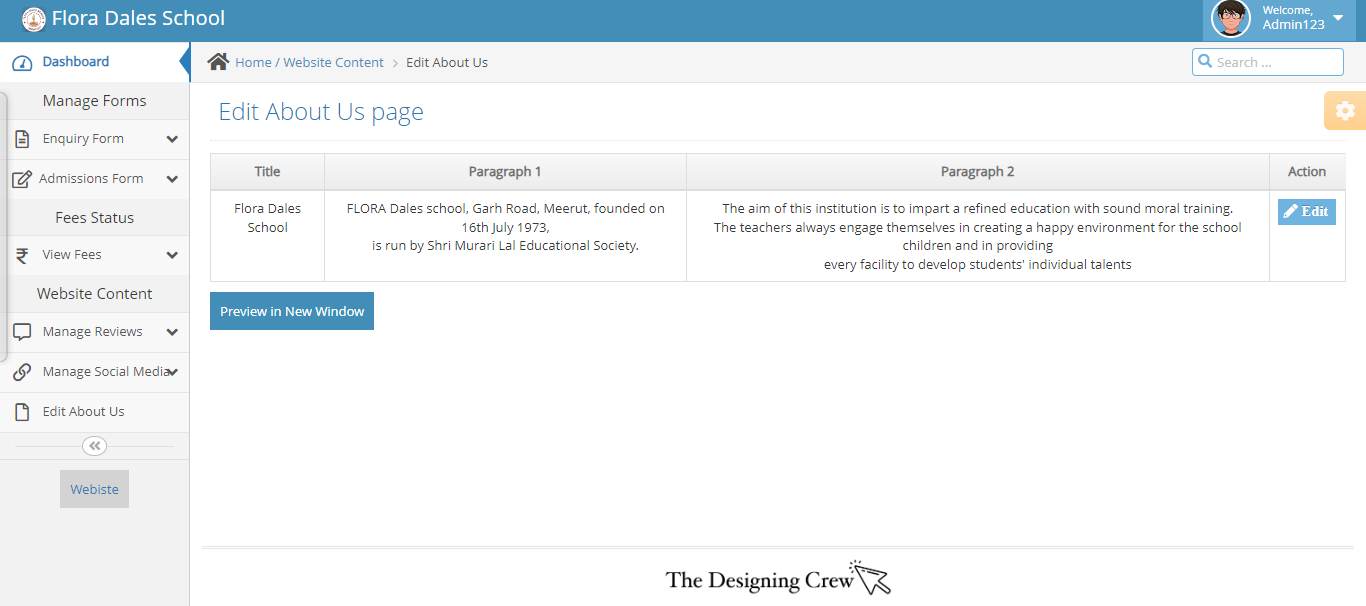 Flora Dales School
Welcome,
Admin123
Dashboard
Home / Website Content > Edit About Us
Search ...
Manage Forms
Enquiry Form
Admissions Form
Fees Status
₹ View Fees
Website Content
Manage Reviews
Manage Social Media
Edit About Us
Webiste
Edit About Us page
Title
Paragraph 1
Paragraph 2
Action
Flora Dales
School
FLORA Dales school, Garh Road, Meerut, founded on
16th July 1973,
is run by Shri Murari Lal Educational Society.
The aim of this institution is to impart a refined education with sound moral training.
The teachers always engage themselves in creating a happy environment for the school
children and in providing
every facility to develop students' individual talents
Edit
Preview in New Window
The Designing Crew